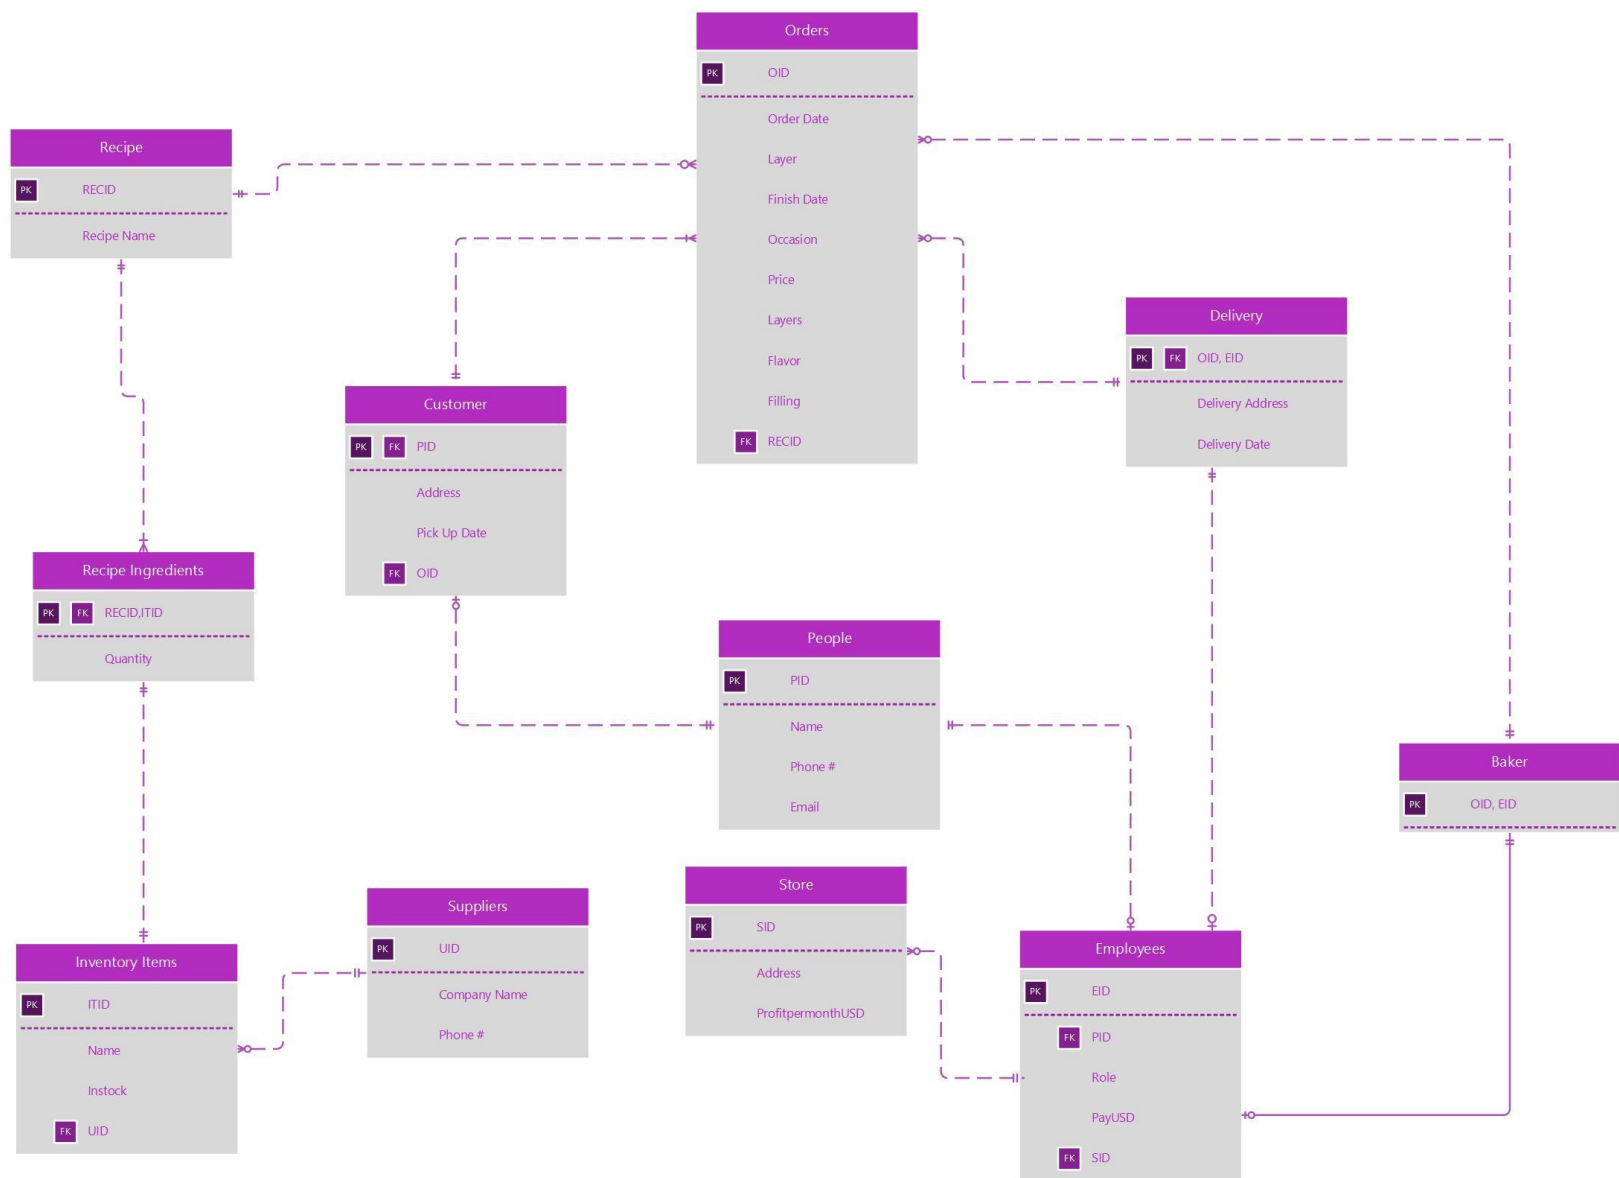 Orders
PK OID
Order Date
Layer
Finish Date
Occasion
Price
Layers
Flavor
Filling
FK RECID
Recipe
PK RECID
Recipe Name
Delivery
PK FK OID, EID
Delivery Address
Delivery Date
Customer
PK FK PID
Address
Pick Up Date
FK OID
Recipe Ingredients
PK FK RECID,ITID
Quantity
People
PK PID
Name
Phone #
Email
Baker
PK OID, EID
Store
PK SID
Address
ProfitpermonthUSD
Suppliers
PK UID
Company Name
Phone #
Employees
PK EID
FK PID
Role
PayUSD
FK SID
Inventory Items
PK ITID
Name
Instock
FK UID